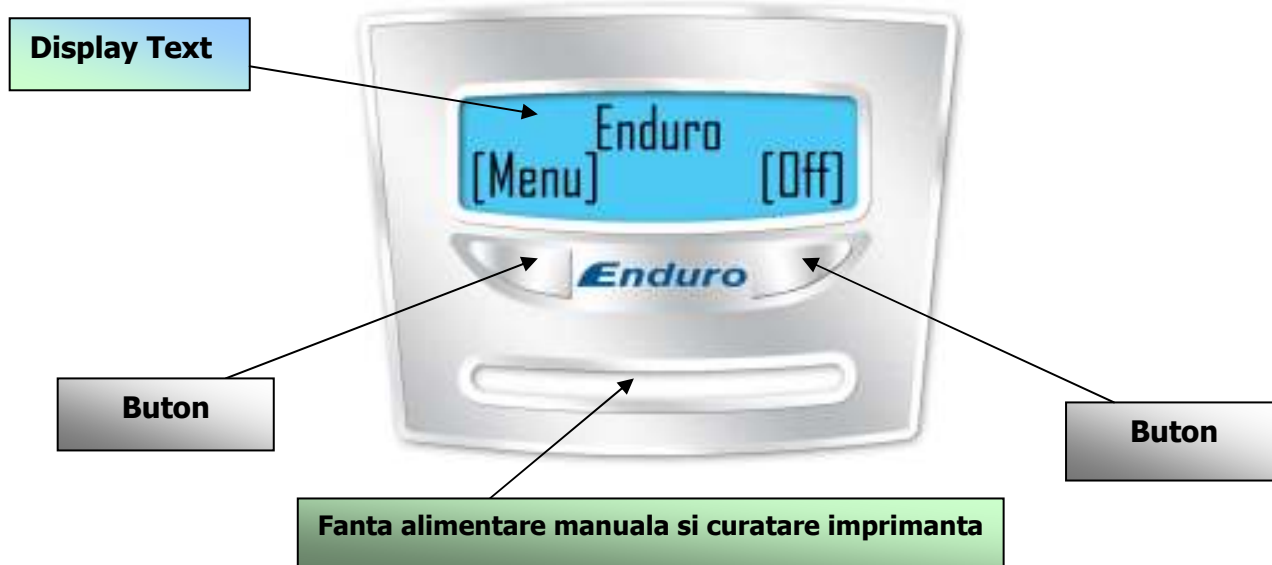 Display Text
Enduro
[Menu] [Off]
Enduro
Buton
Buton
Fanta alimentare manuala si curatare imprimanta